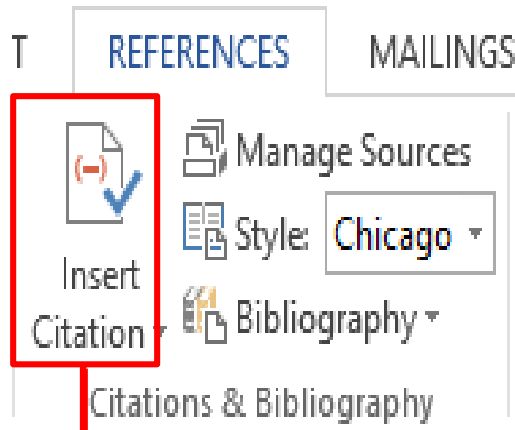 T REFERENCES MAILINGS
(-)
Insert
Citation
Manage Sources
Style: Chicago
Bibliography
Citations & Bibliography